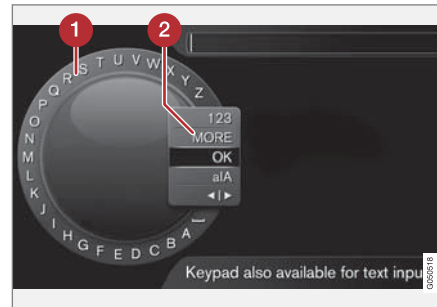 1
2
A B C D E F G H I J K L M N O P Q R S T U V W X Y Z
123
MORE
OK
a|A
◄|►
Keypad also available for text inpu
G050518